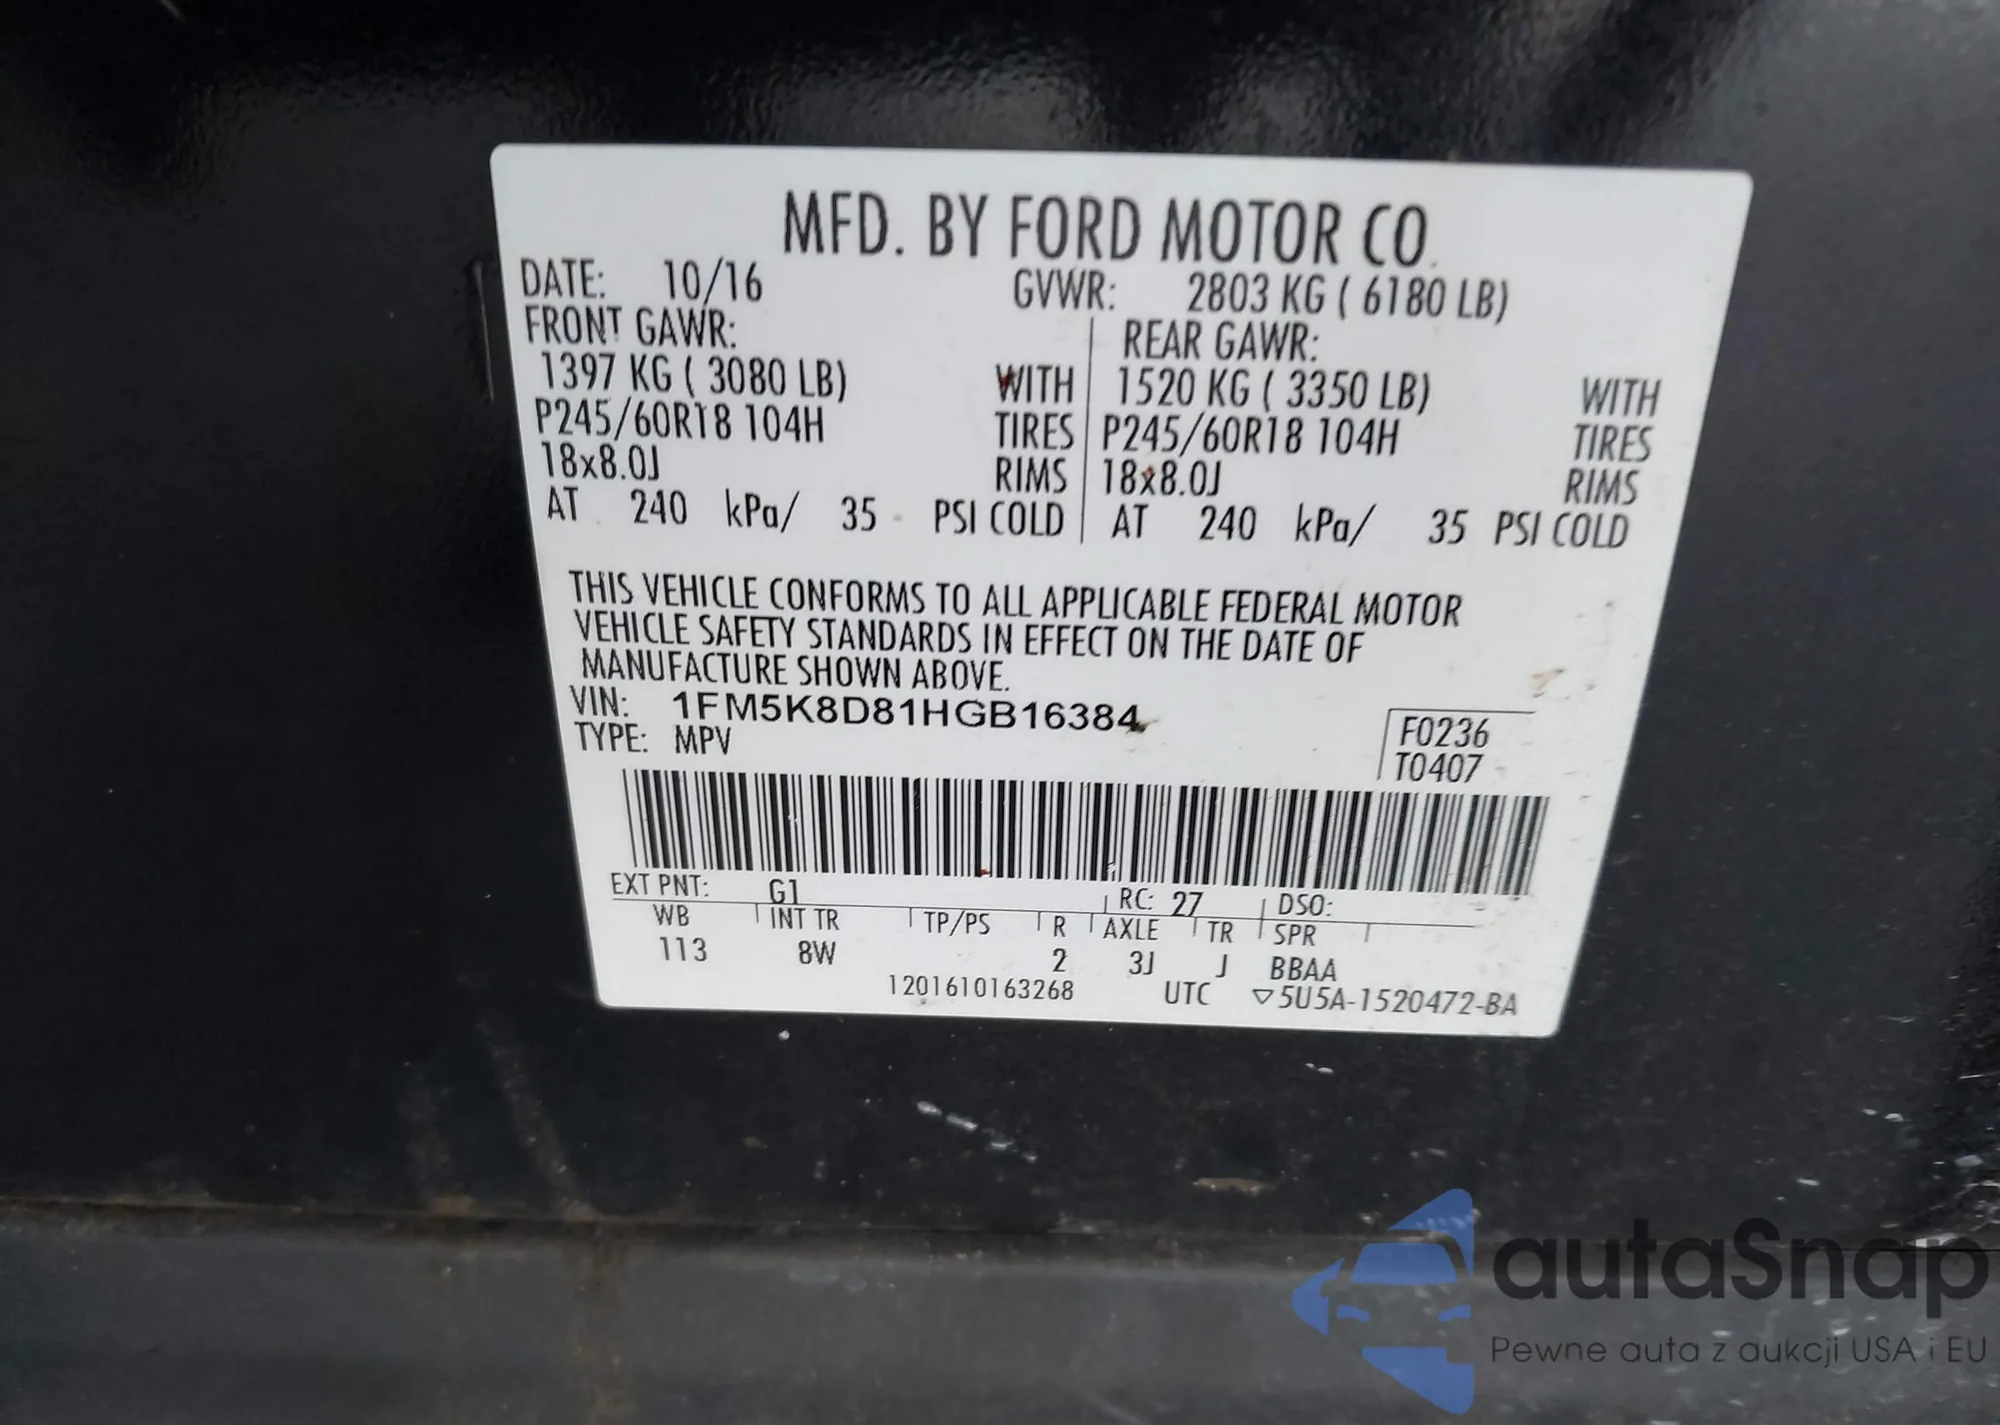 MFD. BY FORD MOTOR CO.
DATE: 10/16 GVWR: 2803 KG ( 6180 LB)
FRONT GAWR: REAR GAWR:
1397 KG ( 3080 LB) WITH 1520 KG ( 3350 LB) WITH
P245/60R18 104H TIRES P245/60R18 104H TIRES
18x8.0J RIMS 18x8.0J RIMS
AT 240 kPa/ 35 PSI COLD AT 240 kPa/ 35 PSI COLD
THIS VEHICLE CONFORMS TO ALL APPLICABLE FEDERAL MOTOR
VEHICLE SAFETY STANDARDS IN EFFECT ON THE DATE OF
MANUFACTURE SHOWN ABOVE.
VIN: 1FM5K8D81HGB16384
TYPE: MPV
F0236
T0407
EXT PNT: G1 RC: 27 DSO:
WB INT TR TP/PS R AXLE TR SPR
113 8W 2 3J J BBAA
1201610163268 UTC ▽5U5A-1520472-BA
autaSnap
Pewne auta z aukcji USA i EU